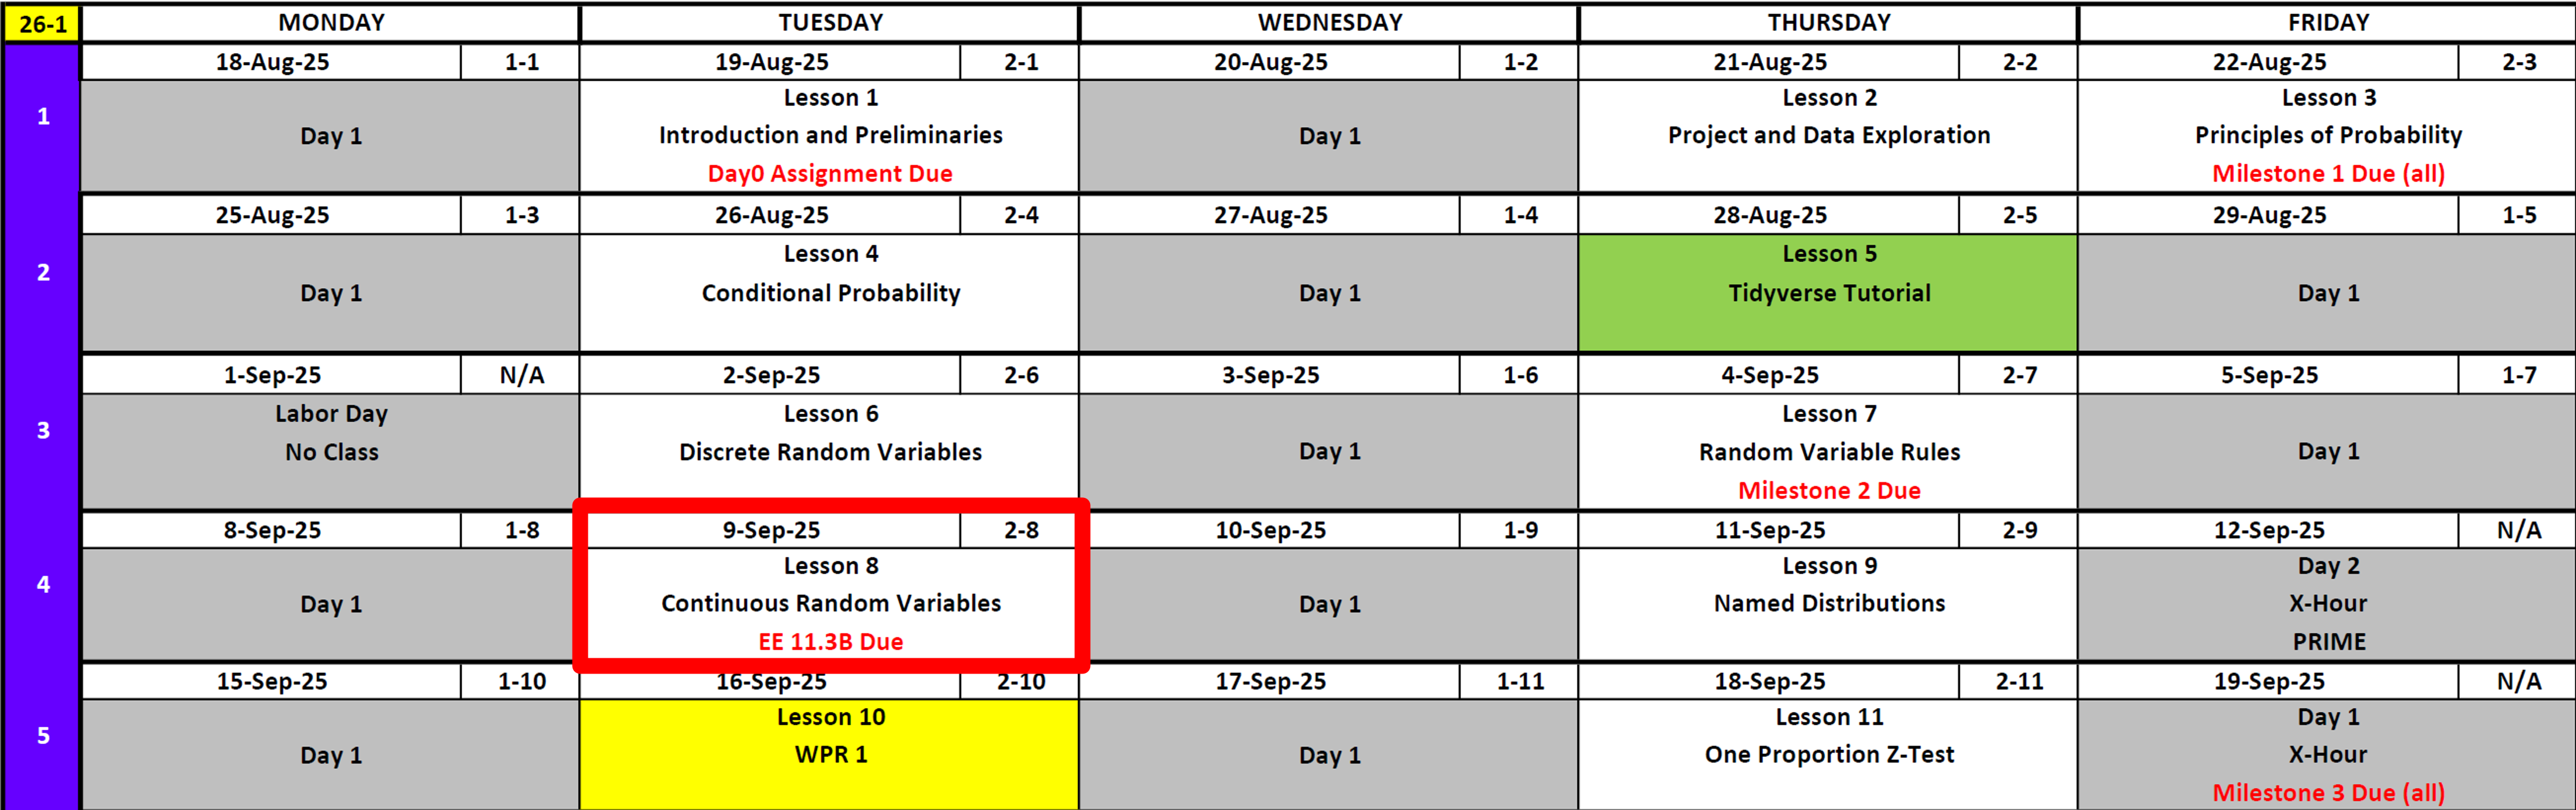 26-1 MONDAY TUESDAY WEDNESDAY THURSDAY FRIDAY
18-Aug-25 1-1 19-Aug-25 2-1 20-Aug-25 1-2 21-Aug-25 2-2 22-Aug-25 2-3
1
Day 1
Lesson 1
Introduction and Preliminaries
Day0 Assignment Due
Day 1
Lesson 2
Project and Data Exploration
Lesson 3
Principles of Probability
Milestone 1 Due (all)
25-Aug-25 1-3 26-Aug-25 2-4 27-Aug-25 1-4 28-Aug-25 2-5 29-Aug-25 1-5
2
Day 1
Lesson 4
Conditional Probability
Day 1
Lesson 5
Tidyverse Tutorial
Day 1
1-Sep-25 N/A 2-Sep-25 2-6 3-Sep-25 1-6 4-Sep-25 2-7 5-Sep-25 1-7
3
Labor Day
No Class
Lesson 6
Discrete Random Variables
Day 1
Lesson 7
Random Variable Rules
Milestone 2 Due
Day 1
8-Sep-25 1-8 9-Sep-25 2-8 10-Sep-25 1-9 11-Sep-25 2-9 12-Sep-25 N/A
4
Day 1
Lesson 8
Continuous Random Variables
EE 11.3B Due
Day 1
Lesson 9
Named Distributions
Day 2
X-Hour
PRIME
15-Sep-25 1-10 16-Sep-25 2-10 17-Sep-25 1-11 18-Sep-25 2-11 19-Sep-25 N/A
5
Day 1
Lesson 10
WPR 1
Day 1
Lesson 11
One Proportion Z-Test
Day 1
X-Hour
Milestone 3 Due (all)